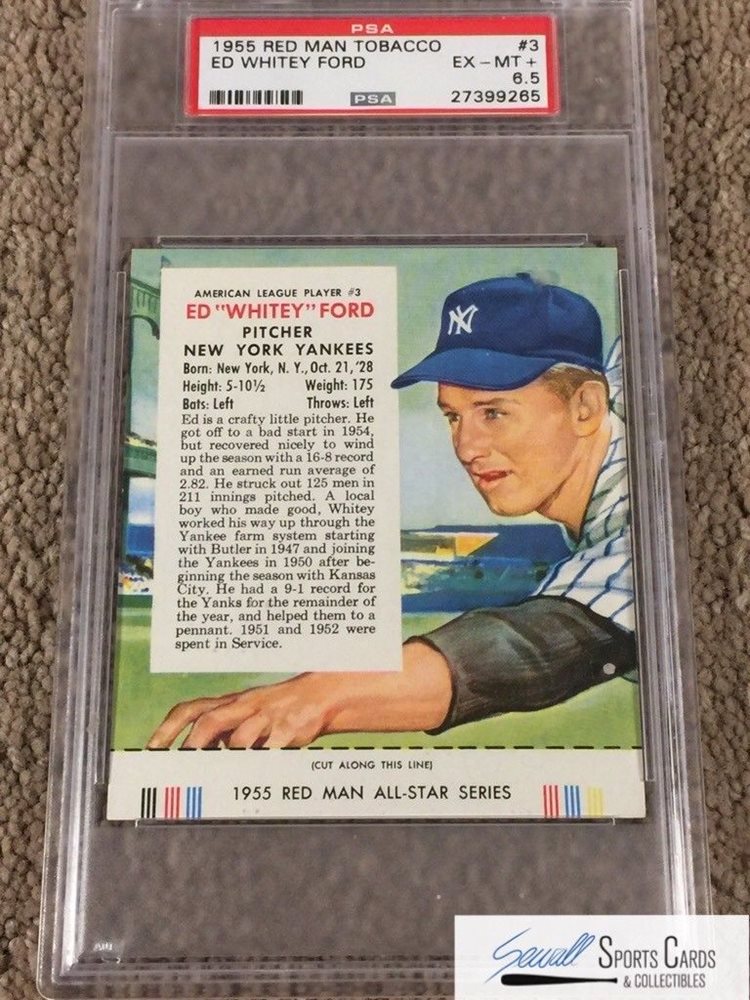 PSA
1955 RED MAN TOBACCO #3
ED WHITEY FORD EX - MT +
6.5
PSA 27399265
AMERICAN LEAGUE PLAYER #3
ED "WHITEY" FORD
PITCHER
NEW YORK YANKEES
Born: New York, N. Y., Oct. 21, '28
Height: 5-10½ Weight: 175
Bats: Left Throws: Left
Ed is a crafty little pitcher. He
got off to a bad start in 1954,
but recovered nicely to wind
up the season with a 16-8 record
and an earned run average of
2.82. He struck out 125 men in
211 innings pitched. A local
boy who made good, Whitey
worked his way up through the
Yankee farm system starting
with Butler in 1947 and joining
the Yankees in 1950 after be-
ginning the season with Kansas
City. He had a 9-1 record for
the Yanks for the remainder of
the year, and helped them to a
pennant. 1951 and 1952 were
spent in Service.
NY
(CUT ALONG THIS LINE)
1955 RED MAN ALL-STAR SERIES
Sewall SPORTS CARDS
& COLLECTIBLES